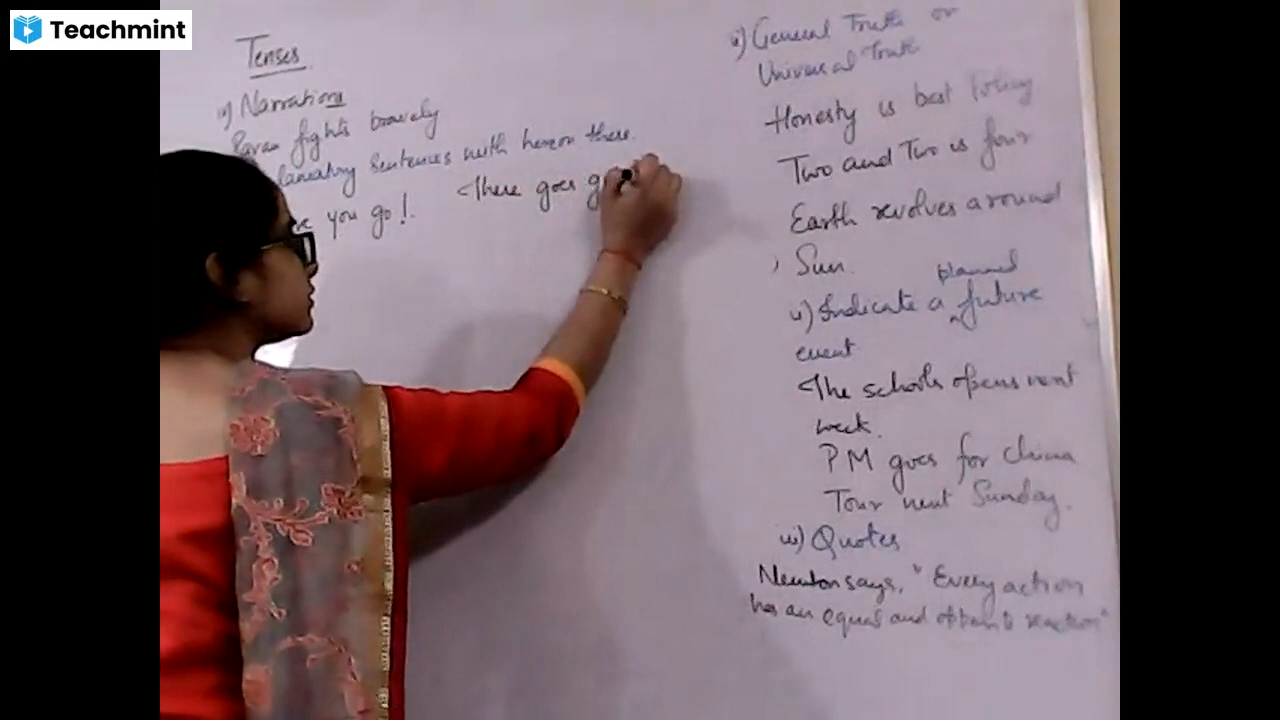 Teachmint
Tenses
iv) Narrations
fights bravely
sentences with here or there.
you go!. There goes
ii) General Truth or
Universal Truth
Honesty is best Policy
Two and Two is four
Earth revolves around
Sun.
planned
ii) Indicate a ^ future
event
The schools opens next
week.
PM goes for China
Tour next Sunday.
iii) Quotes
Newton says, "Every action
has an equal and opposite reaction"